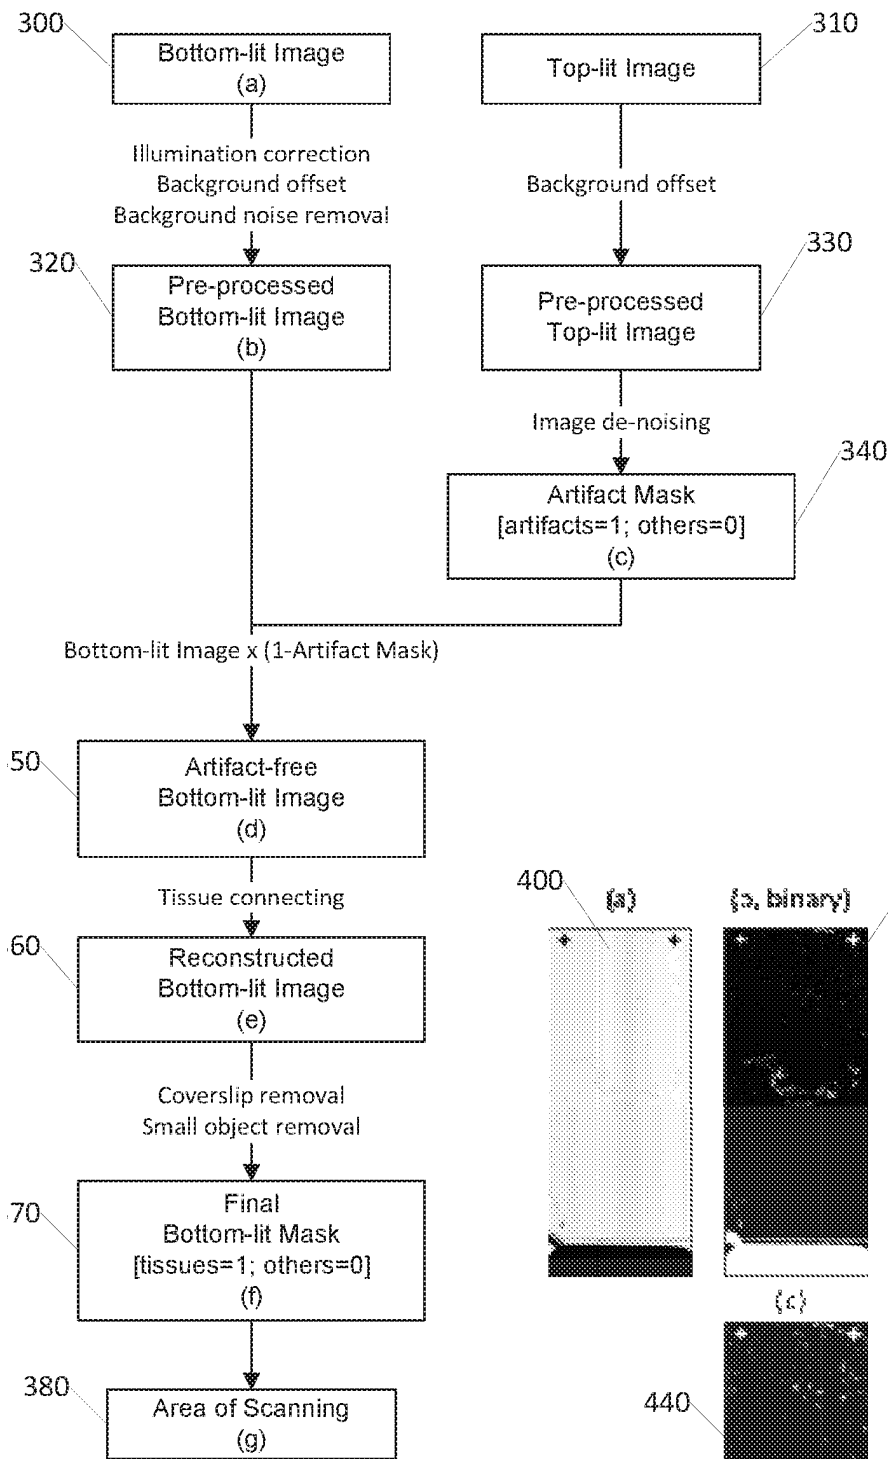 300
310
Bottom-lit Image
(a)
Top-lit Image
Illumination correction
Background offset
Background noise removal
Background offset
320
330
Pre-processed
Bottom-lit Image
(b)
Pre-processed
Top-lit Image
Image de-noising
340
Artifact Mask
[artifacts=1; others=0]
(c)
Bottom-lit Image x (1-Artifact Mask)
50
Artifact-free
Bottom-lit Image
(d)
Tissue connecting
400
(a)
(b, binary)
60
Reconstructed
Bottom-lit Image
(e)
Coverslip removal
Small object removal
70
Final
Bottom-lit Mask
[tissues=1; others=0]
(f)
(c)
380
Area of Scanning
(g)
440